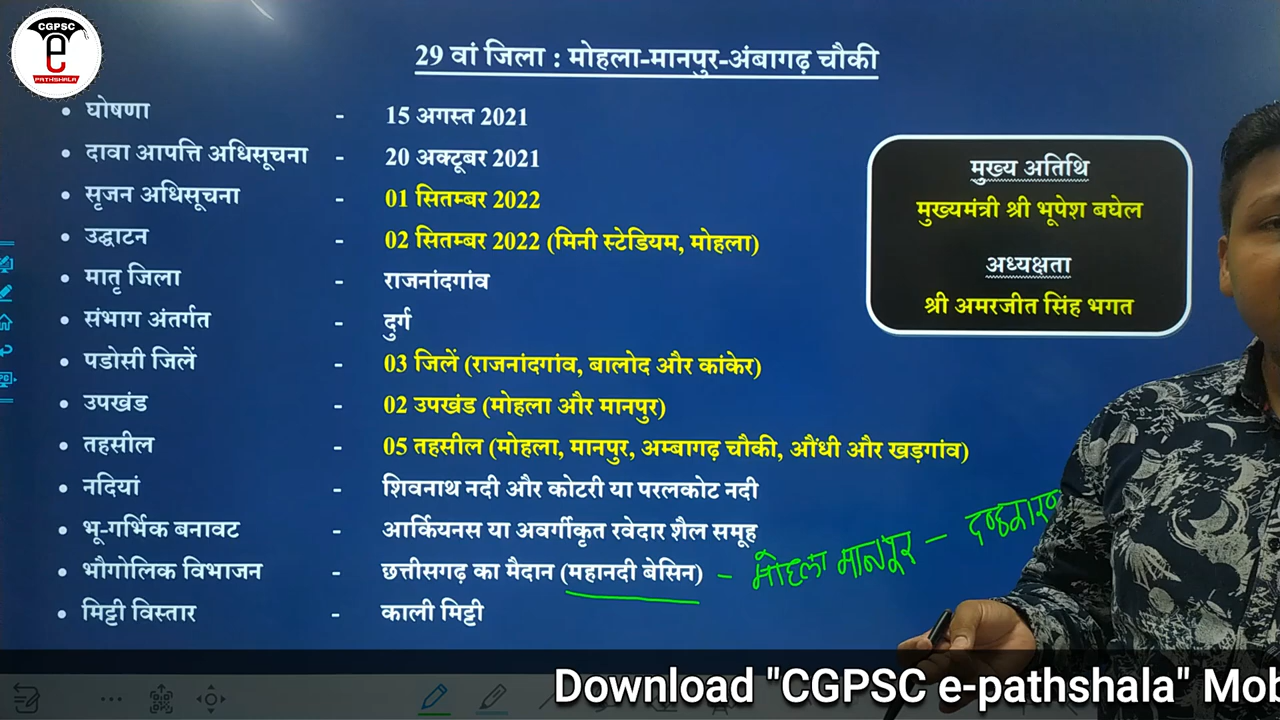 CGPSC
e
PATHSHALA
29 वां जिला : मोहला-मानपुर-अंबागढ़ चौकी
• घोषणा - 15 अगस्त 2021
• दावा आपत्ति अधिसूचना - 20 अक्टूबर 2021
• सृजन अधिसूचना - 01 सितम्बर 2022
• उद्घाटन - 02 सितम्बर 2022 (मिनी स्टेडियम, मोहला)
• मातृ जिला - राजनांदगांव
• संभाग अंतर्गत - दुर्ग
• पडोसी जिलें - 03 जिलें (राजनांदगांव, बालोद और कांकेर)
• उपखंड - 02 उपखंड (मोहला और मानपुर)
• तहसील - 05 तहसील (मोहला, मानपुर, अम्बागढ़ चौकी, औंधी और खड़गांव)
• नदियां - शिवनाथ नदी और कोटरी या परलकोट नदी
• भू-गर्भिक बनावट - आर्कियनस या अवर्गीकृत रवेदार शैल समूह
• भौगोलिक विभाजन - छत्तीसगढ़ का मैदान (महानदी बेसिन) - मोहला मानपूर -
• मिट्टी विस्तार - काली मिट्टी
मुख्य अतिथि
मुख्यमंत्री श्री भूपेश बघेल
अध्यक्षता
श्री अमरजीत सिंह भगत
Download "CGPSC e-pathshala" Mob